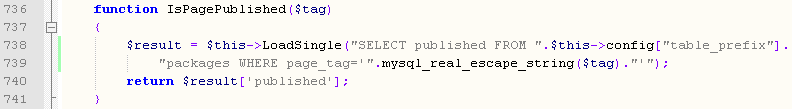 736 function IsPagePublished($tag)
737 {
738 $result = $this->LoadSingle("SELECT published FROM ".$this->config["table_prefix"].
739 "packages WHERE page_tag='".mysql_real_escape_string($tag)."'");
740 return $result['published'];
741 }